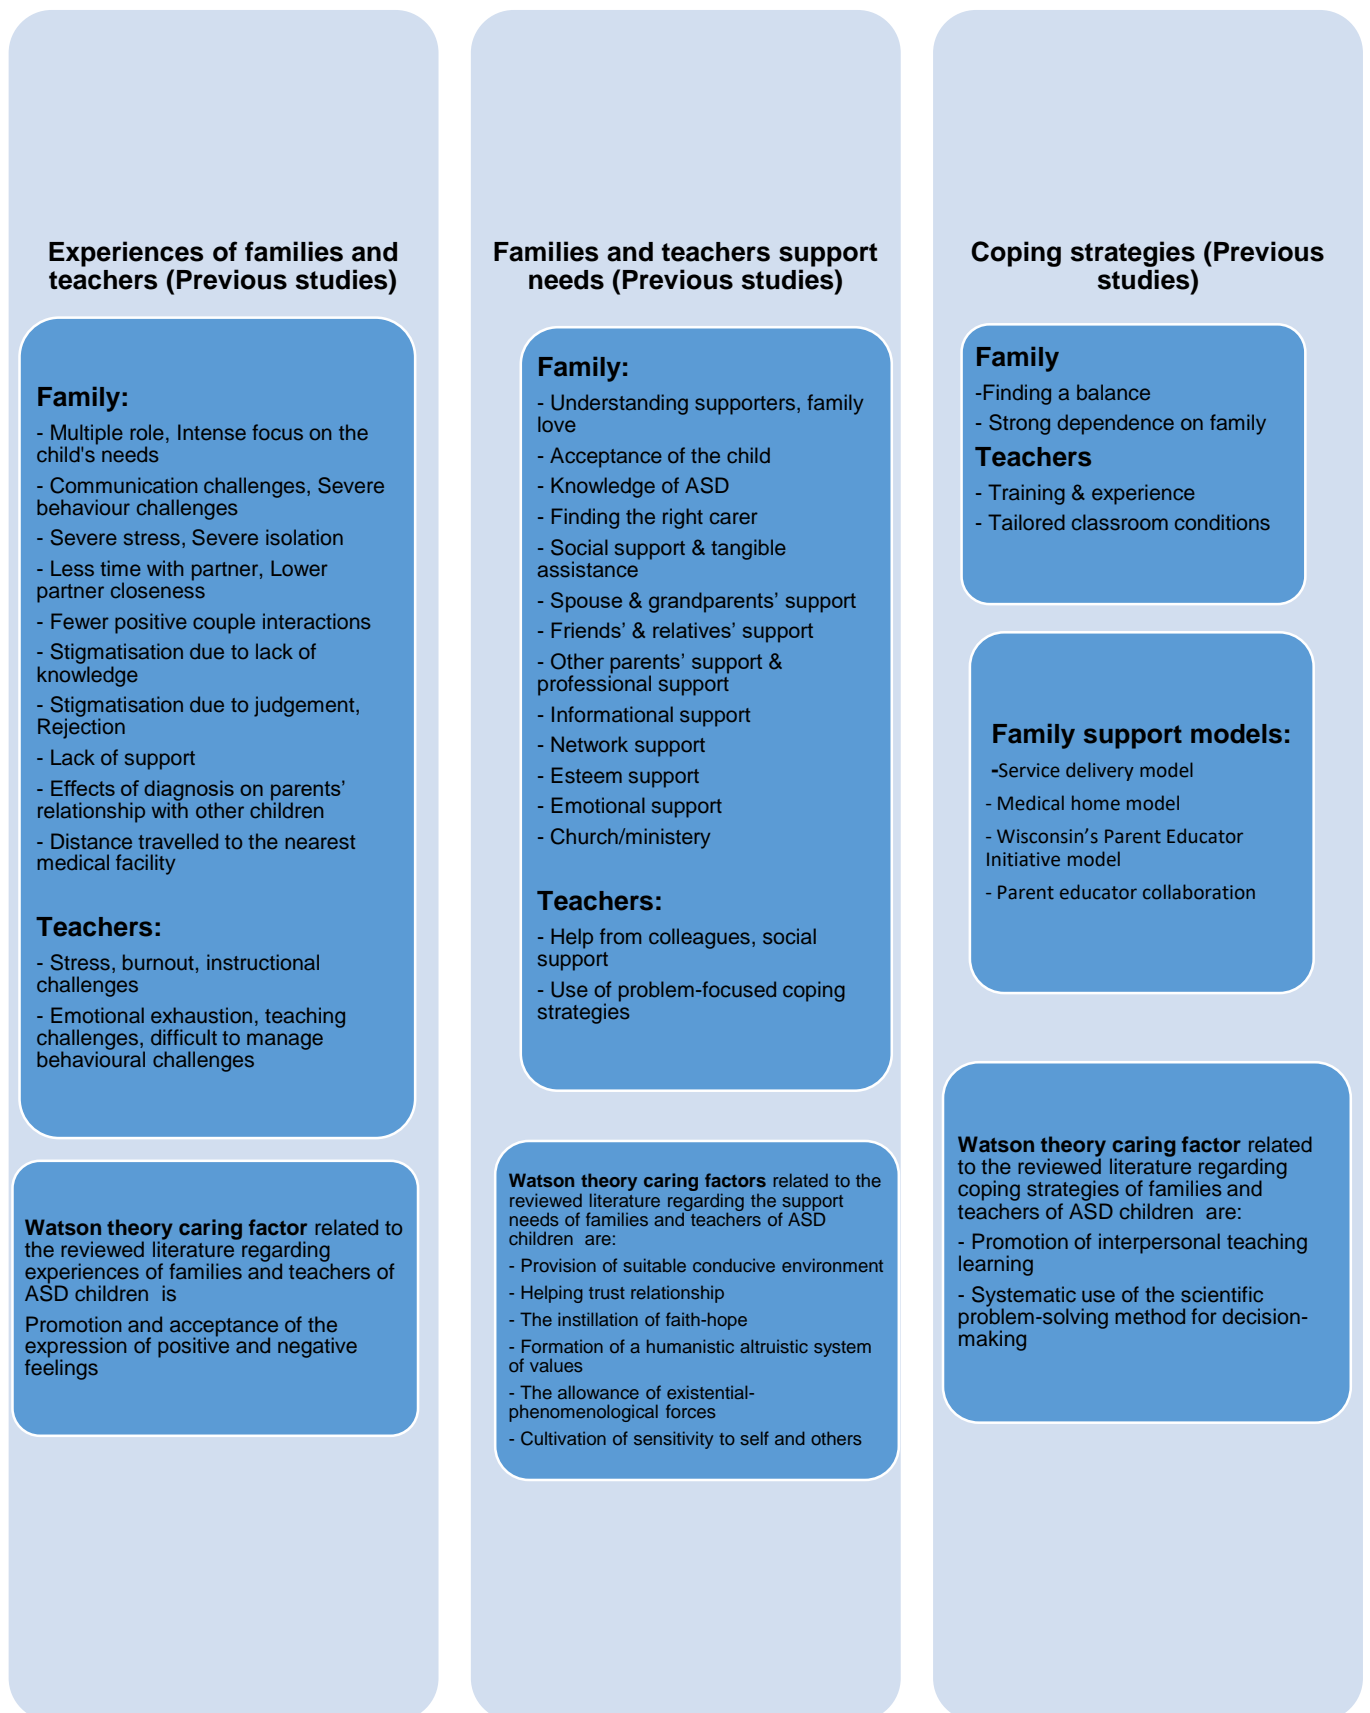 Experiences of families and
teachers (Previous studies)
Family:
- Multiple role, Intense focus on the
child's needs
- Communication challenges, Severe
behaviour challenges
- Severe stress, Severe isolation
- Less time with partner, Lower
partner closeness
- Fewer positive couple interactions
- Stigmatisation due to lack of
knowledge
- Stigmatisation due to judgement,
Rejection
- Lack of support
- Effects of diagnosis on parents’
relationship with other children
- Distance travelled to the nearest
medical facility
Teachers:
- Stress, burnout, instructional
challenges
- Emotional exhaustion, teaching
challenges, difficult to manage
behavioural challenges
Watson theory caring factor related to
the reviewed literature regarding
experiences of families and teachers of
ASD children  is
Promotion and acceptance of the
expression of positive and negative
feelings
Families and teachers support
needs (Previous studies)
Family:
- Understanding supporters, family
love
- Acceptance of the child
- Knowledge of ASD
- Finding the right carer
- Social support & tangible
assistance
- Spouse & grandparents’ support
- Friends’ & relatives’ support
- Other parents’ support &
professional support
- Informational support
- Network support
- Esteem support
- Emotional support
- Church/ministery
Teachers:
- Help from colleagues, social
support
- Use of problem-focused coping
strategies
Watson theory caring factors related to the
reviewed literature regarding the support
needs of families and teachers of ASD
children  are:
- Provision of suitable conducive environment
- Helping trust relationship
- The instillation of faith-hope
- Formation of a humanistic altruistic system
of values
- The allowance of existential-
phenomenological forces
- Cultivation of sensitivity to self and others
Coping strategies (Previous
studies)
Family
-Finding a balance
- Strong dependence on family
Teachers
- Training & experience
- Tailored classroom conditions
Family support models:
-Service delivery model
- Medical home model
- Wisconsin’s Parent Educator
Initiative model
- Parent educator collaboration
Watson theory caring factor related
to the reviewed literature regarding
coping strategies of families and
teachers of ASD children  are:
- Promotion of interpersonal teaching
learning
- Systematic use of the scientific
problem-solving method for decision-
making